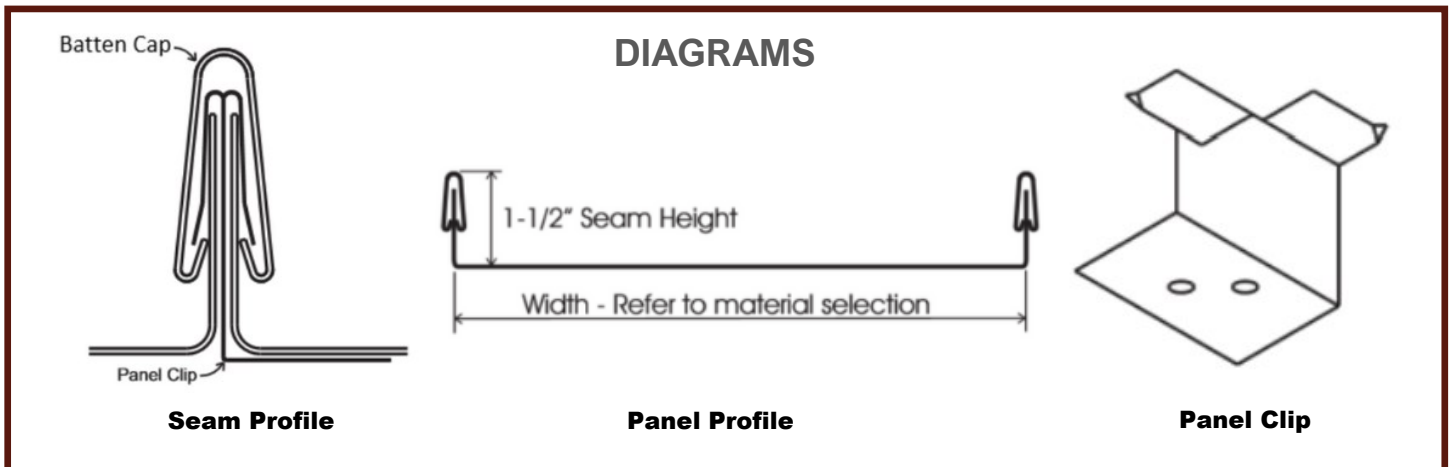 DIAGRAMS
Batten Cap
Panel Clip
Seam Profile
1-1/2" Seam Height
Width - Refer to material selection
Panel Profile
Panel Clip